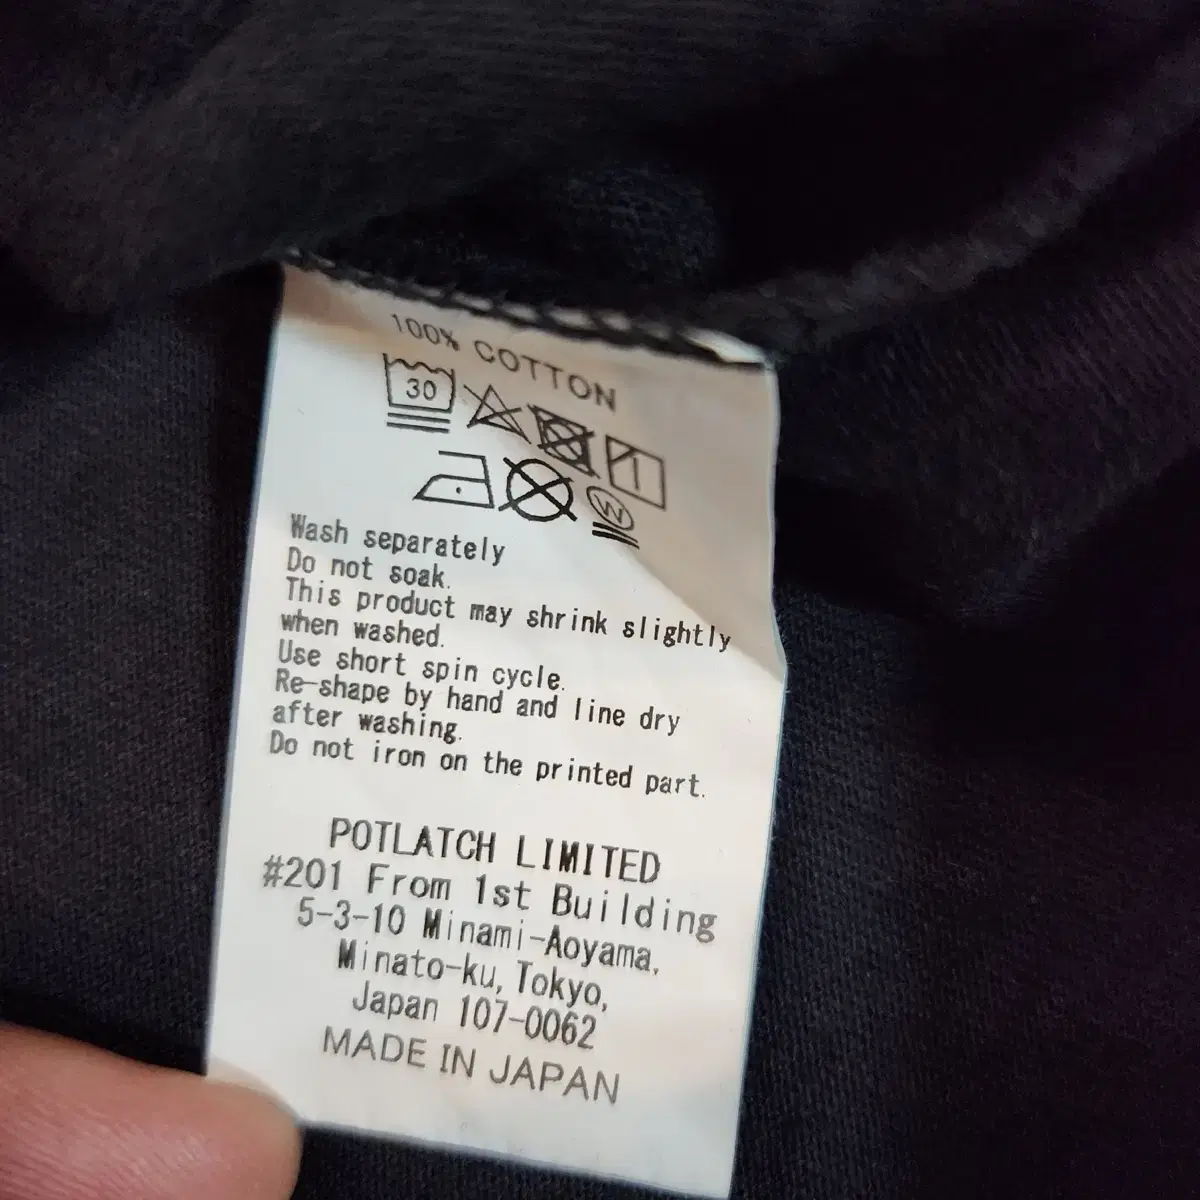 100% COTTON
30
W
Wash separately
Do not soak.
This product may shrink slightly
when washed.
Use short spin cycle.
Re-shape by hand and line dry
after washing.
Do not iron on the printed part.
POTLATCH LIMITED
#201 From 1st Building
5-3-10 Minami-Aoyama,
Minato-ku, Tokyo,
Japan 107-0062
MADE IN JAPAN